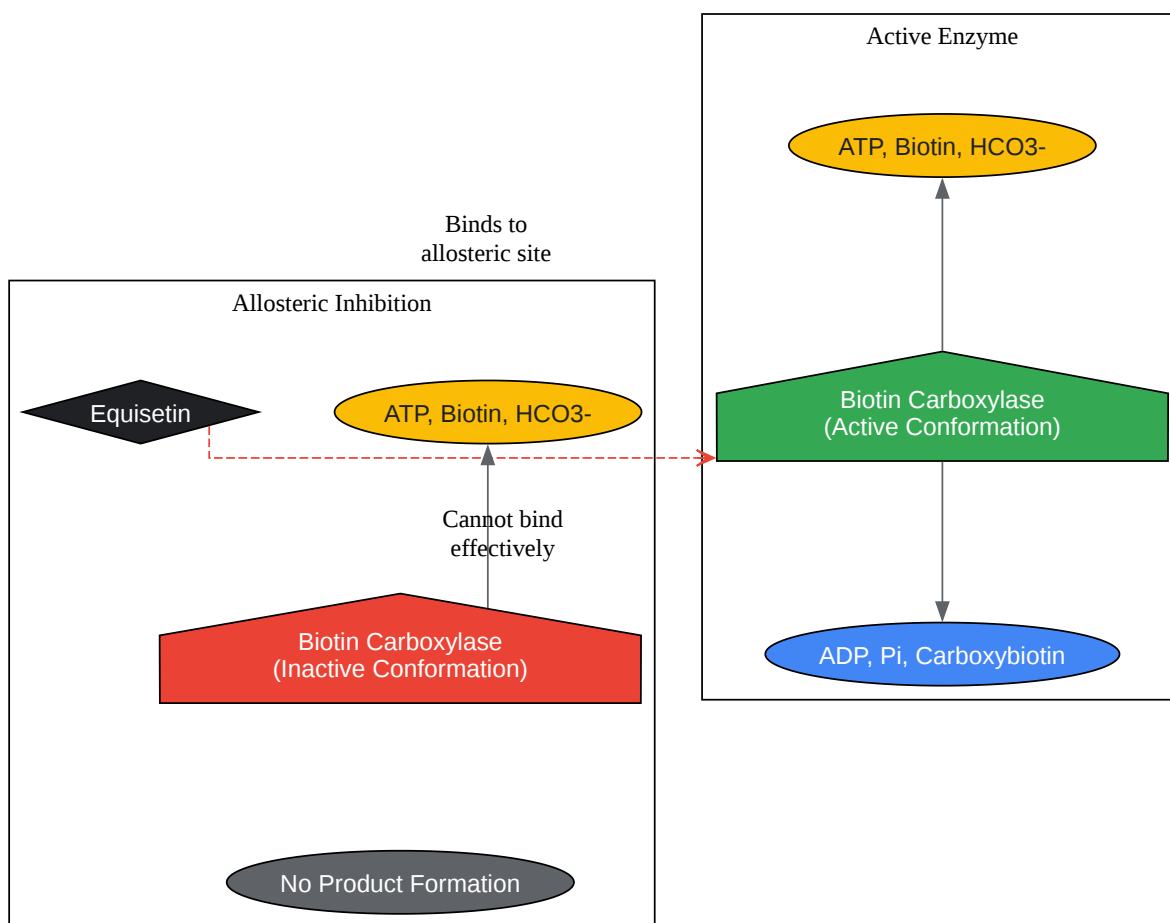 Active Enzyme
ATP, Biotin, HCO3-
Binds to
allosteric site
Allosteric Inhibition
Equisetin
ATP, Biotin, HCO3-
Biotin Carboxylase
(Active Conformation)
Cannot bind
effectively
Biotin Carboxylase
(Inactive Conformation)
ADP, Pi, Carboxybiotin
No Product Formation